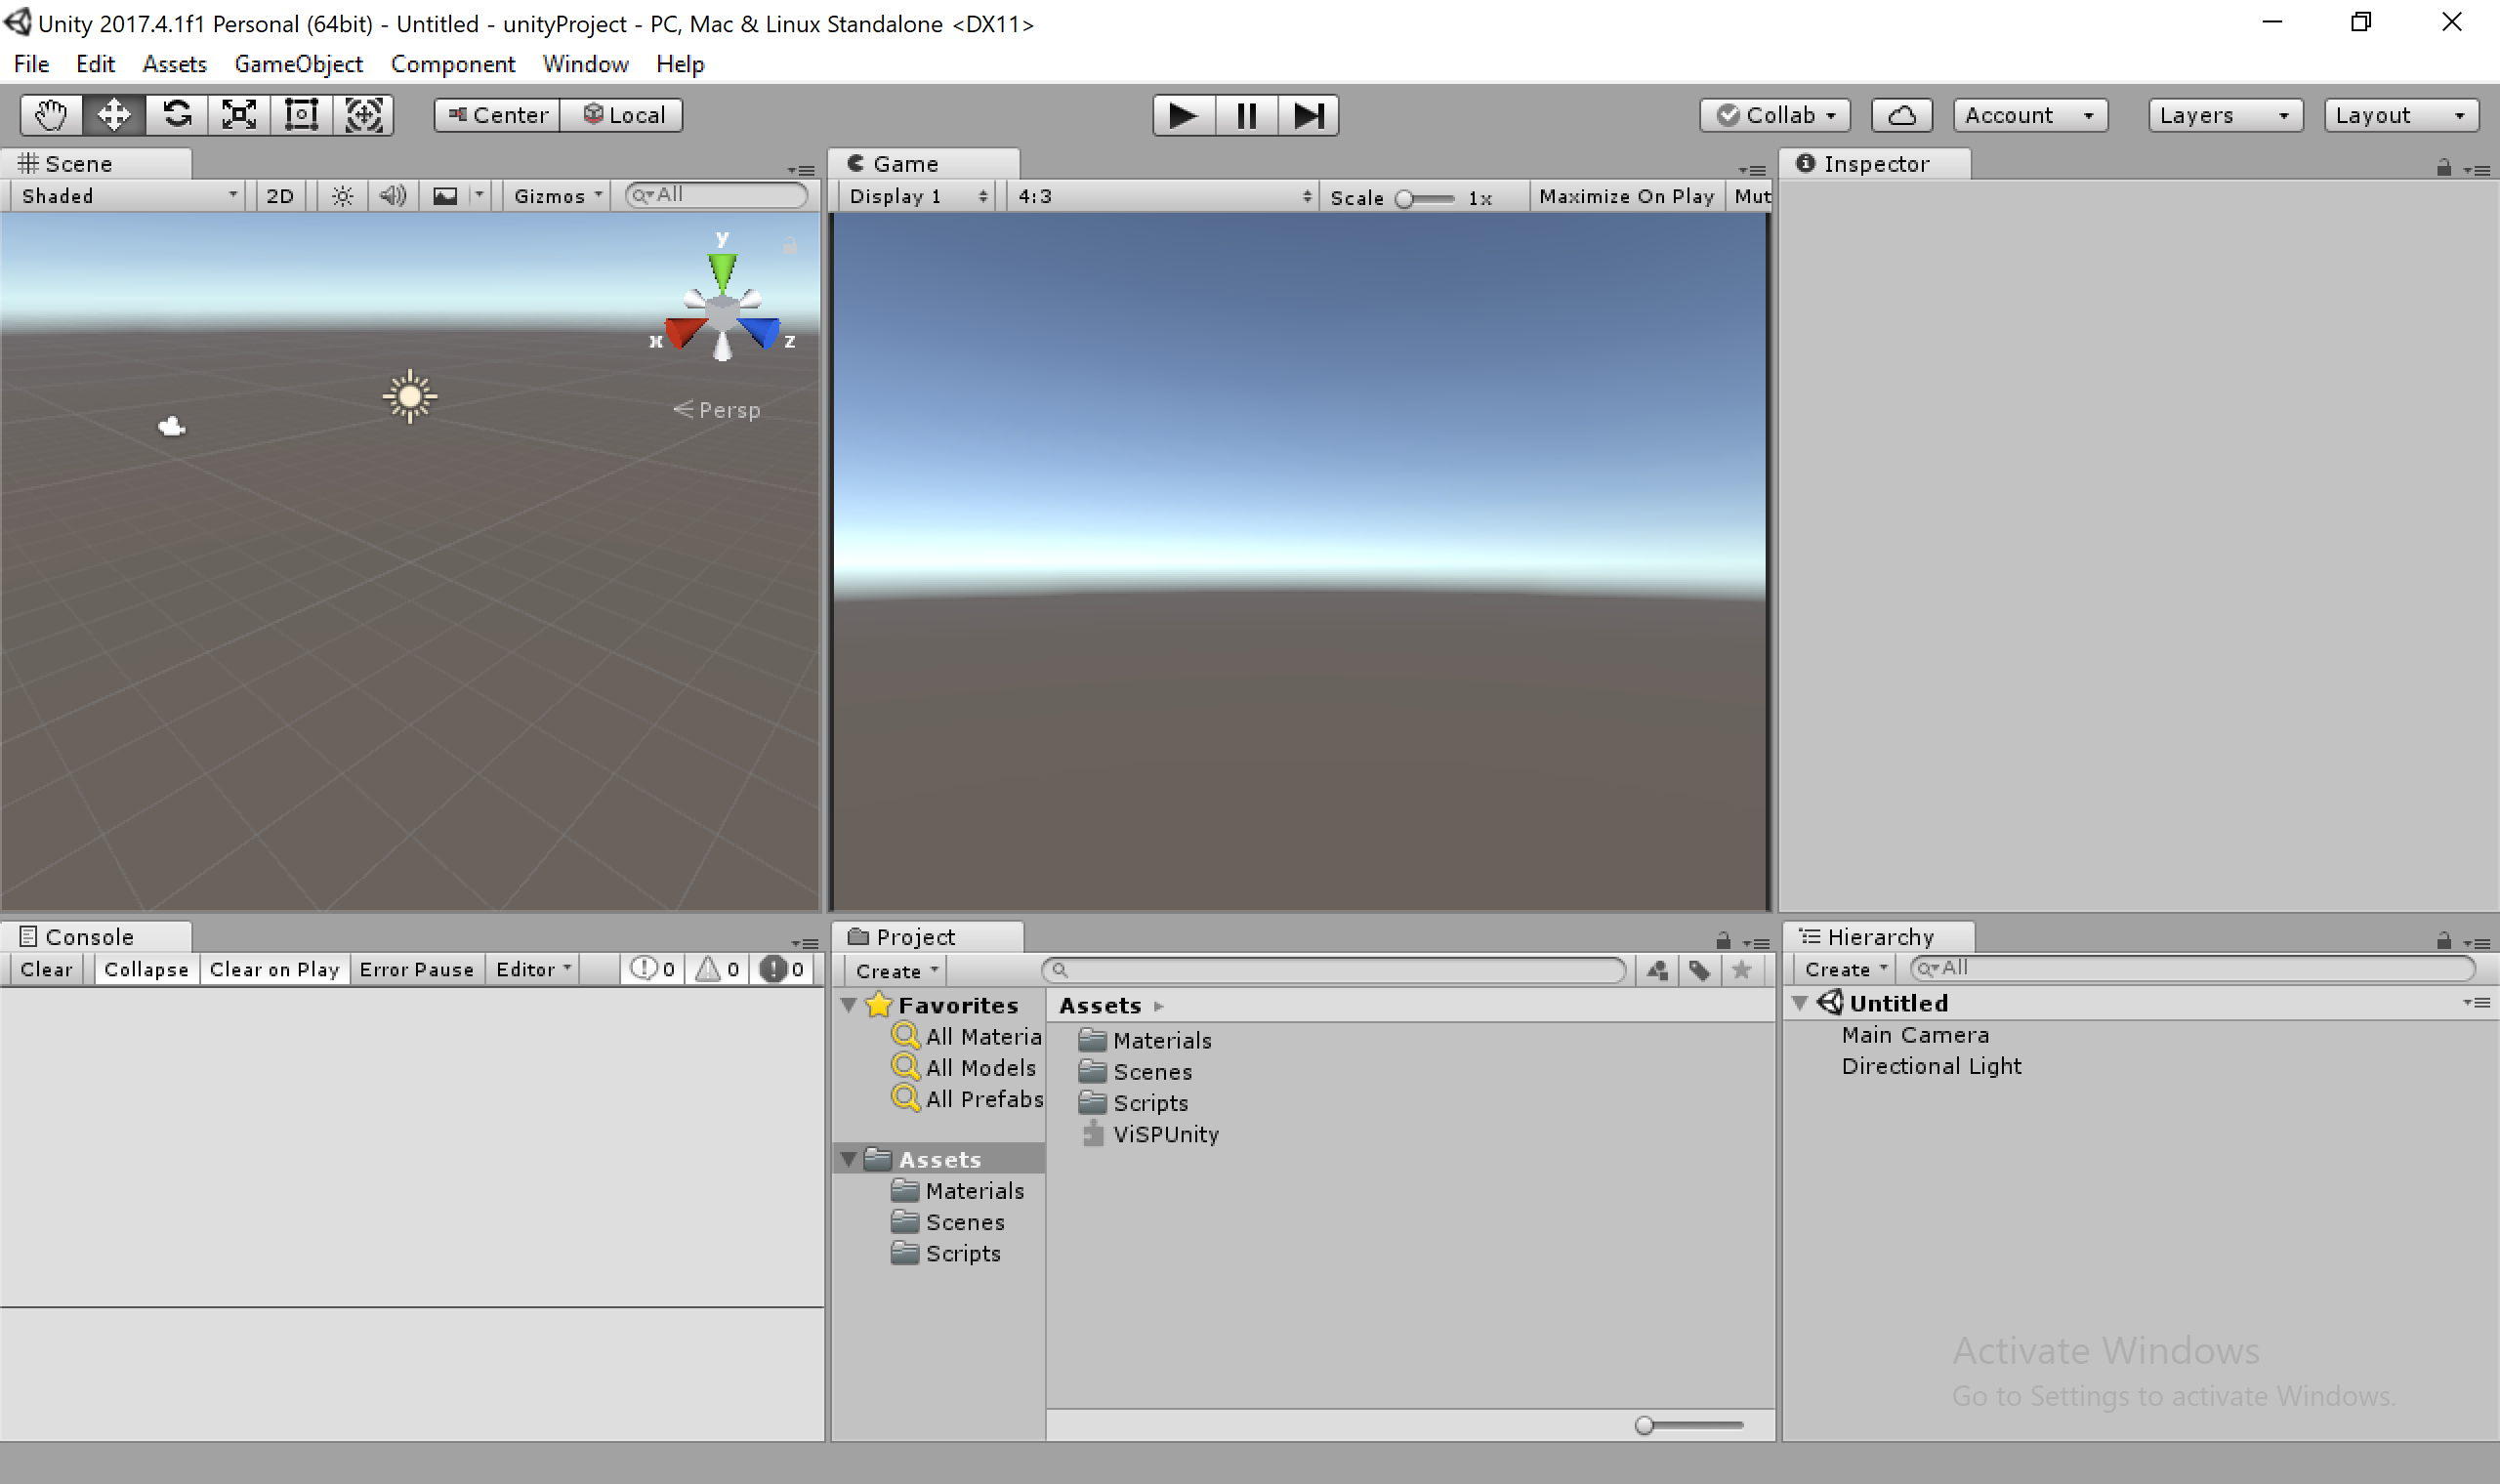 Unity 2017.4.1f1 Personal (64bit) - Untitled - unityProject - PC, Mac & Linux Standalone <DX11>
File Edit Assets GameObject Component Window Help
Center Local Collab Account Layers Layout
Scene
Shaded 2D Gizmos All
y
x z
Persp
Game
Display 1 4:3 Scale 1x Maximize On Play Mut
Inspector
Console
Clear Collapse Clear on Play Error Pause Editor 0 0 0
Project
Create
Favorites
All Materia
All Models
All Prefabs
Assets
Materials
Scenes
Scripts
Assets
Materials
Scenes
Scripts
ViSPUnity
Hierarchy
Create All
Untitled
Main Camera
Directional Light
Activate Windows
Go to Settings to activate Windows.